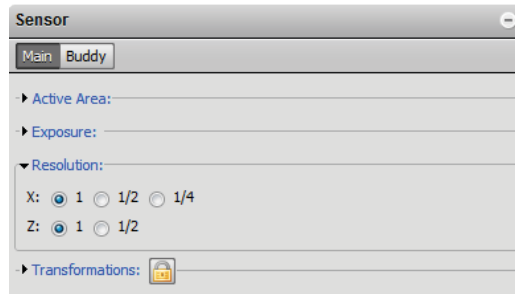 Sensor
Main Buddy
Active Area:
Exposure:
Resolution:
X: 1 1/2 1/4
Z: 1 1/2
Transformations: